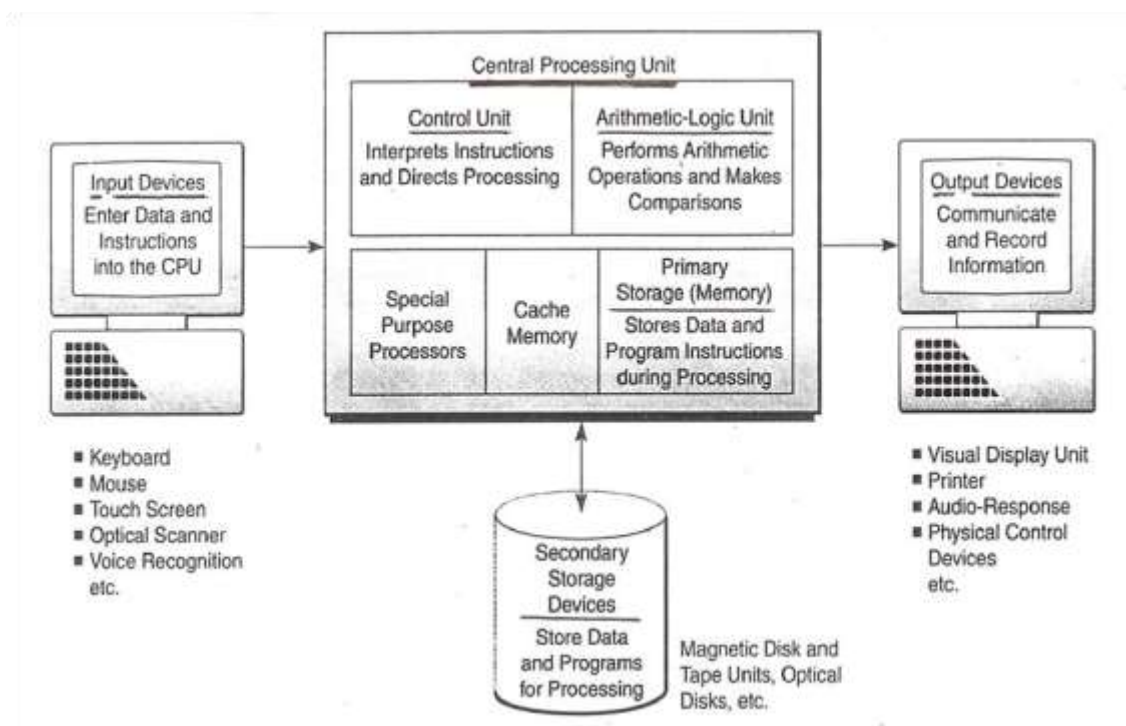 Central Processing Unit
Control Unit
Interprets Instructions
and Directs Processing
Arithmetic-Logic Unit
Performs Arithmetic
Operations and Makes
Comparisons
Input Devices
Enter Data and
Instructions
into the CPU
Output Devices
Communicate
and Record
Information
Special
Purpose
Processors
Cache
Memory
Primary
Storage (Memory)
Stores Data and
Program Instructions
during Processing
■ Keyboard
■ Mouse
■ Touch Screen
■ Optical Scanner
■ Voice Recognition
etc.
■ Visual Display Unit
■ Printer
■ Audio-Response
■ Physical Control
Devices
etc.
Secondary
Storage
Devices
Store Data
and Programs
for Processing
Magnetic Disk and
Tape Units, Optical
Disks, etc.